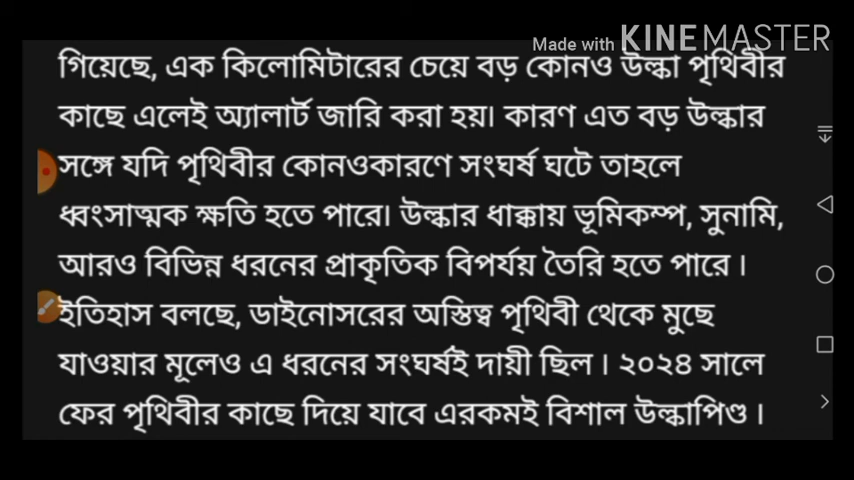 Made with KINEMASTER
গিয়েছে, এক কিলোমিটারের চেয়ে বড় কোনও উল্কা পৃথিবীর
কাছে এলেই অ্যালার্ট জারি করা হয়। কারণ এত বড় উল্কার
সঙ্গে যদি পৃথিবীর কোনওকারণে সংঘর্ষ ঘটে তাহলে
ধ্বংসাত্মক ক্ষতি হতে পারে। উল্কার ধাক্কায় ভূমিকম্প, সুনামি,
আরও বিভিন্ন ধরনের প্রাকৃতিক বিপর্যয় তৈরি হতে পারে ।
ইতিহাস বলছে, ডাইনোসরের অস্তিত্ব পৃথিবী থেকে মুছে
যাওয়ার মূলেও এ ধরনের সংঘর্ষই দায়ী ছিল । ২০২৪ সালে
ফের পৃথিবীর কাছে দিয়ে যাবে এরকমই বিশাল উল্কাপিণ্ড ।